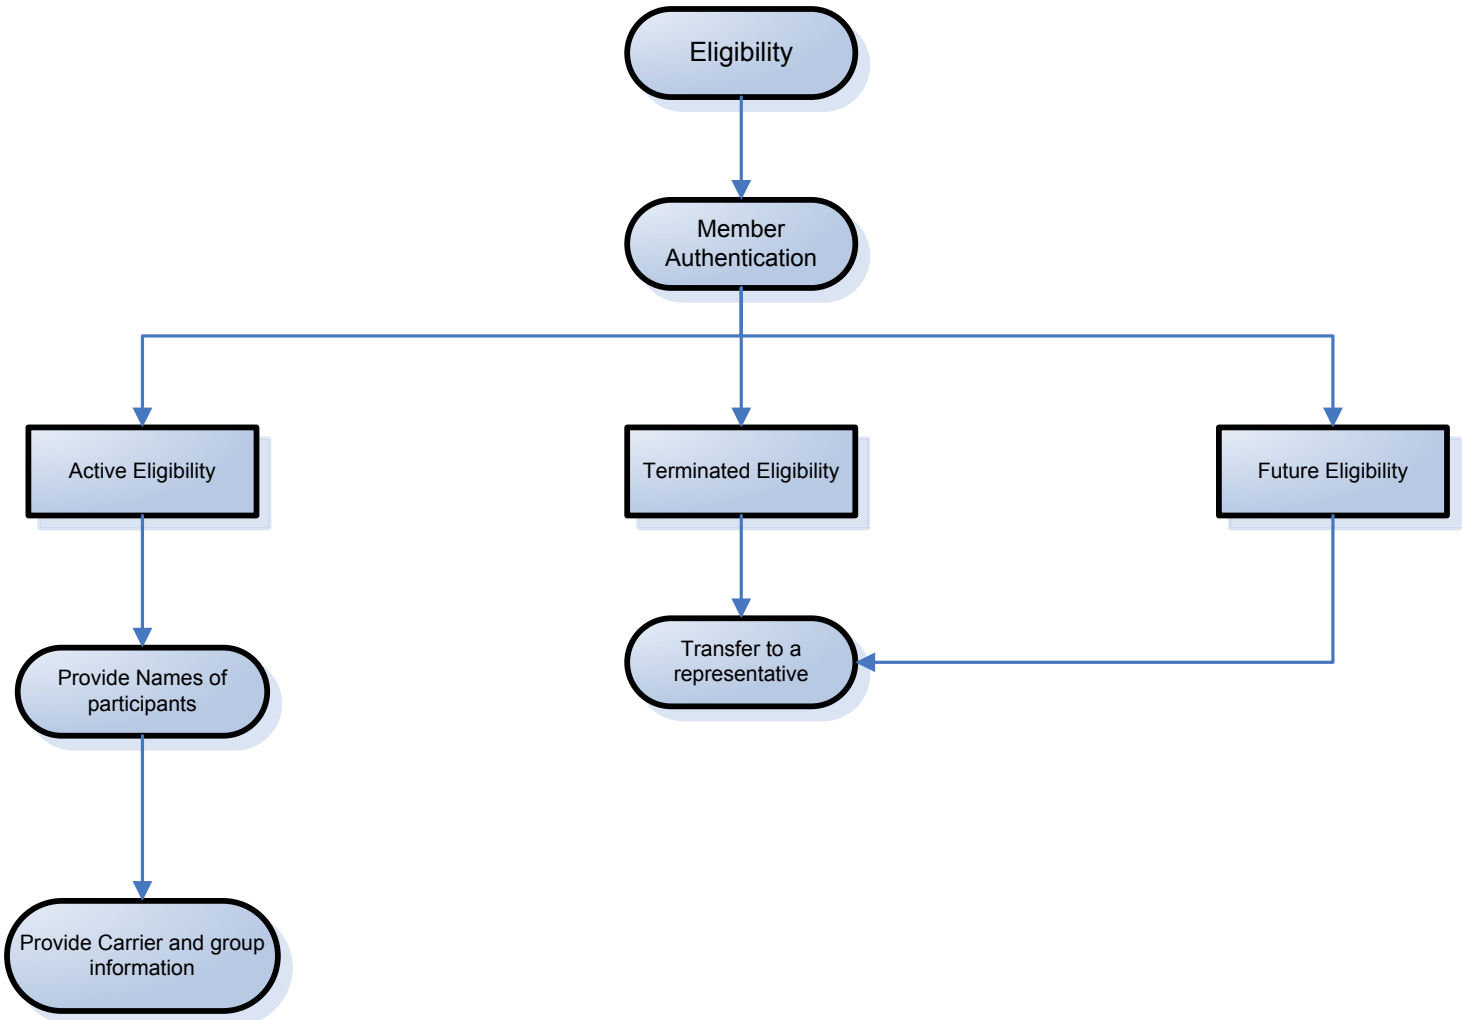 Eligibility
Member
Authentication
Active Eligibility
Terminated Eligibility
Future Eligibility
Transfer to a
representative
Provide Names of
participants
Provide Carrier and group
information